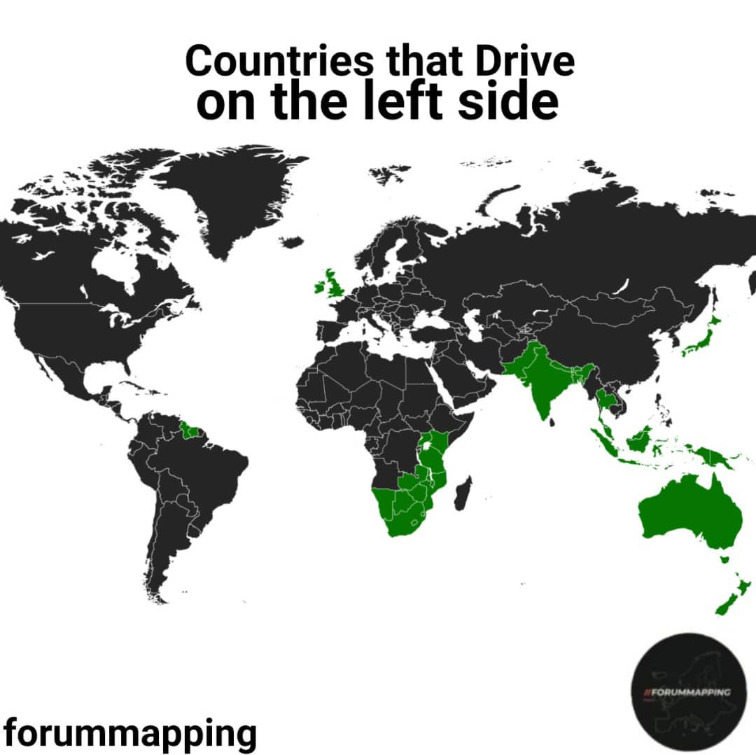 Countries that Drive
on the left side
//FORUMMAPPING
forummapping